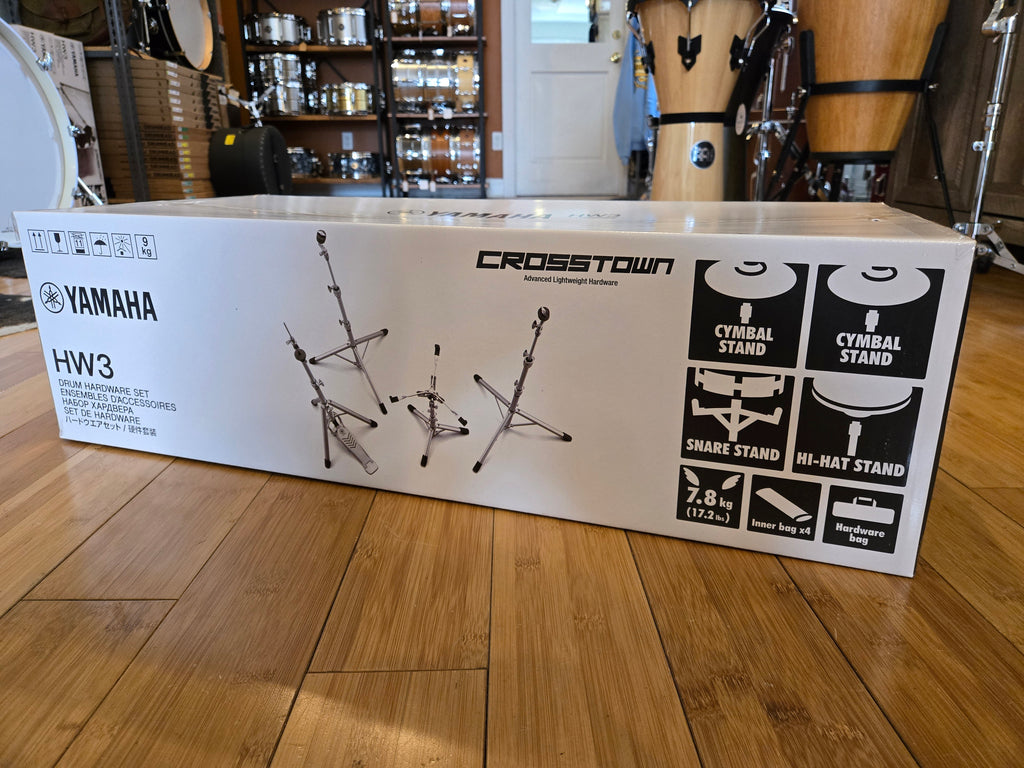 YAMAHA
YAMAHA HW3
9
kg
YAMAHA
HW3
DRUM HARDWARE SET
ENSEMBLES D'ACCESSOIRES
НАБОР ХАРДВЕРА
SET DE HARDWARE
ハードウエアセット / 硬件套装
CROSSTOWN
Advanced Lightweight Hardware
CYMBAL
STAND
CYMBAL
STAND
SNARE STAND
HI-HAT STAND
7.8 kg
(17.2 lbs)
Inner bag x4
Hardware
bag